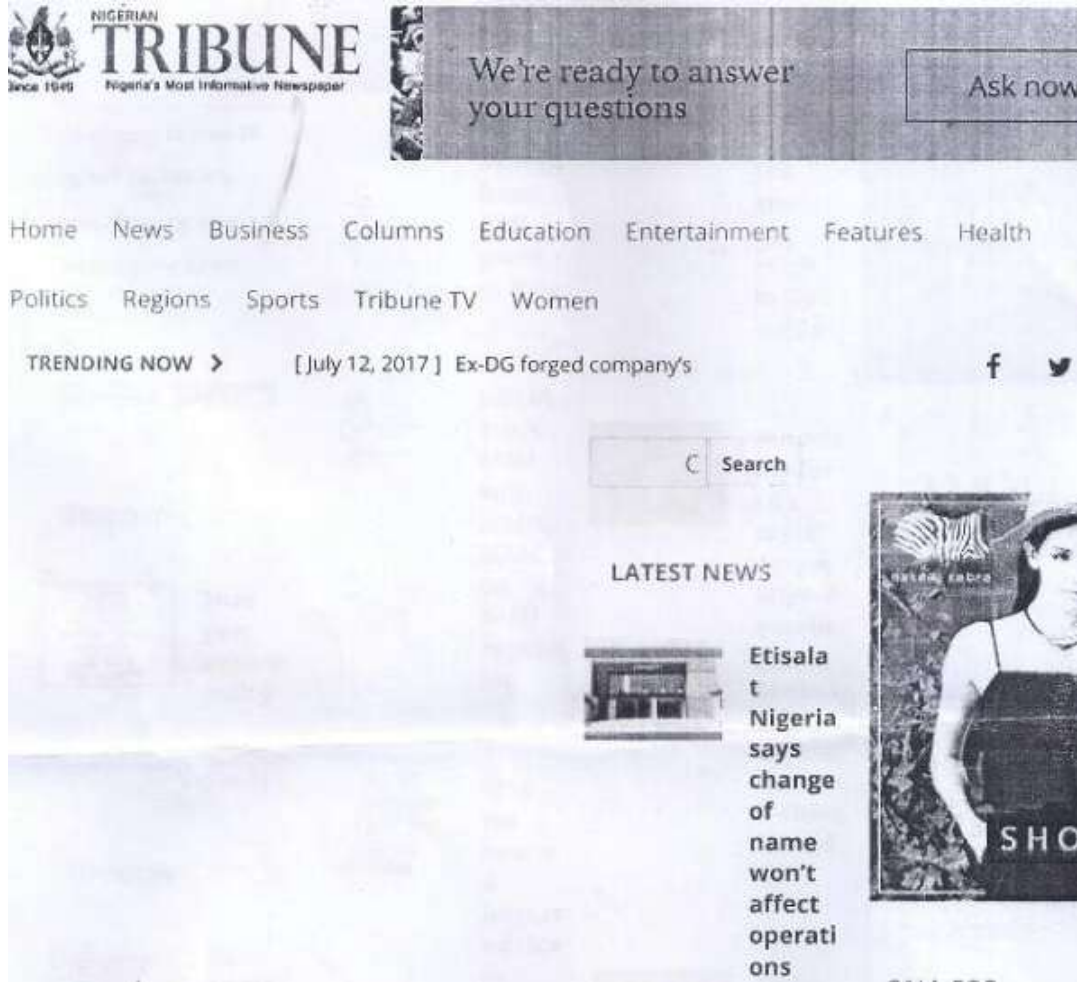 NIGERIAN
TRIBUNE
Since 1949
Nigeria's Most Informative Newspaper
We're ready to answer
your questions
Ask now
Home News Business Columns Education Entertainment Features Health
Politics Regions Sports Tribune TV Women
TRENDING NOW
[ July 12, 2017 ] Ex-DG forged company's
Search
LATEST NEWS
Etisala
t
Nigeria
says
change
of
name
won't
affect
operati
ons
SHO